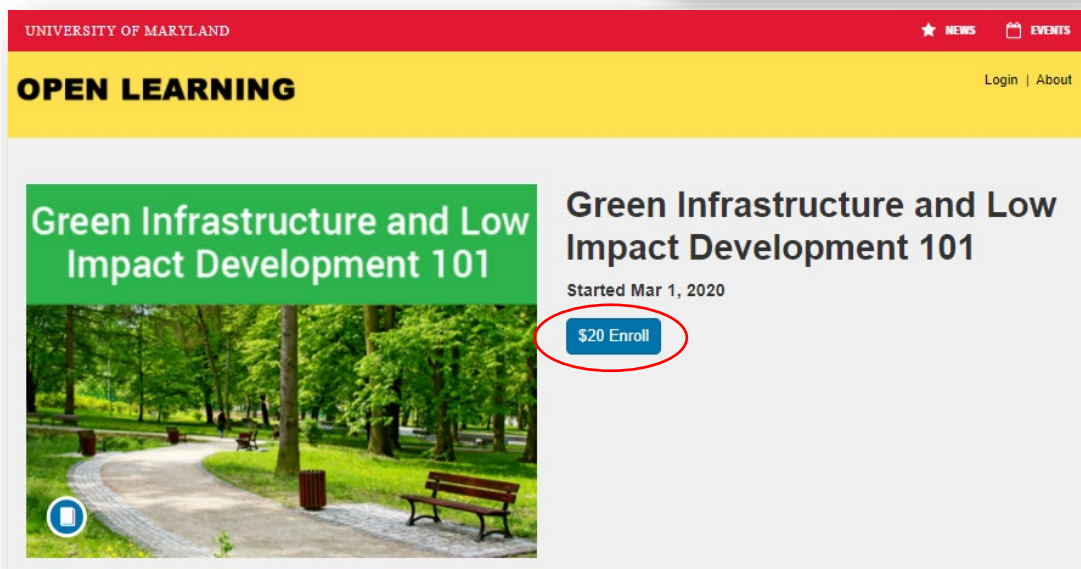 UNIVERSITY OF MARYLAND
NEWS
EVENTS
OPEN LEARNING
Login | About
Green Infrastructure and Low
Impact Development 101
Green Infrastructure and Low
Impact Development 101
Started Mar 1, 2020
$20 Enroll